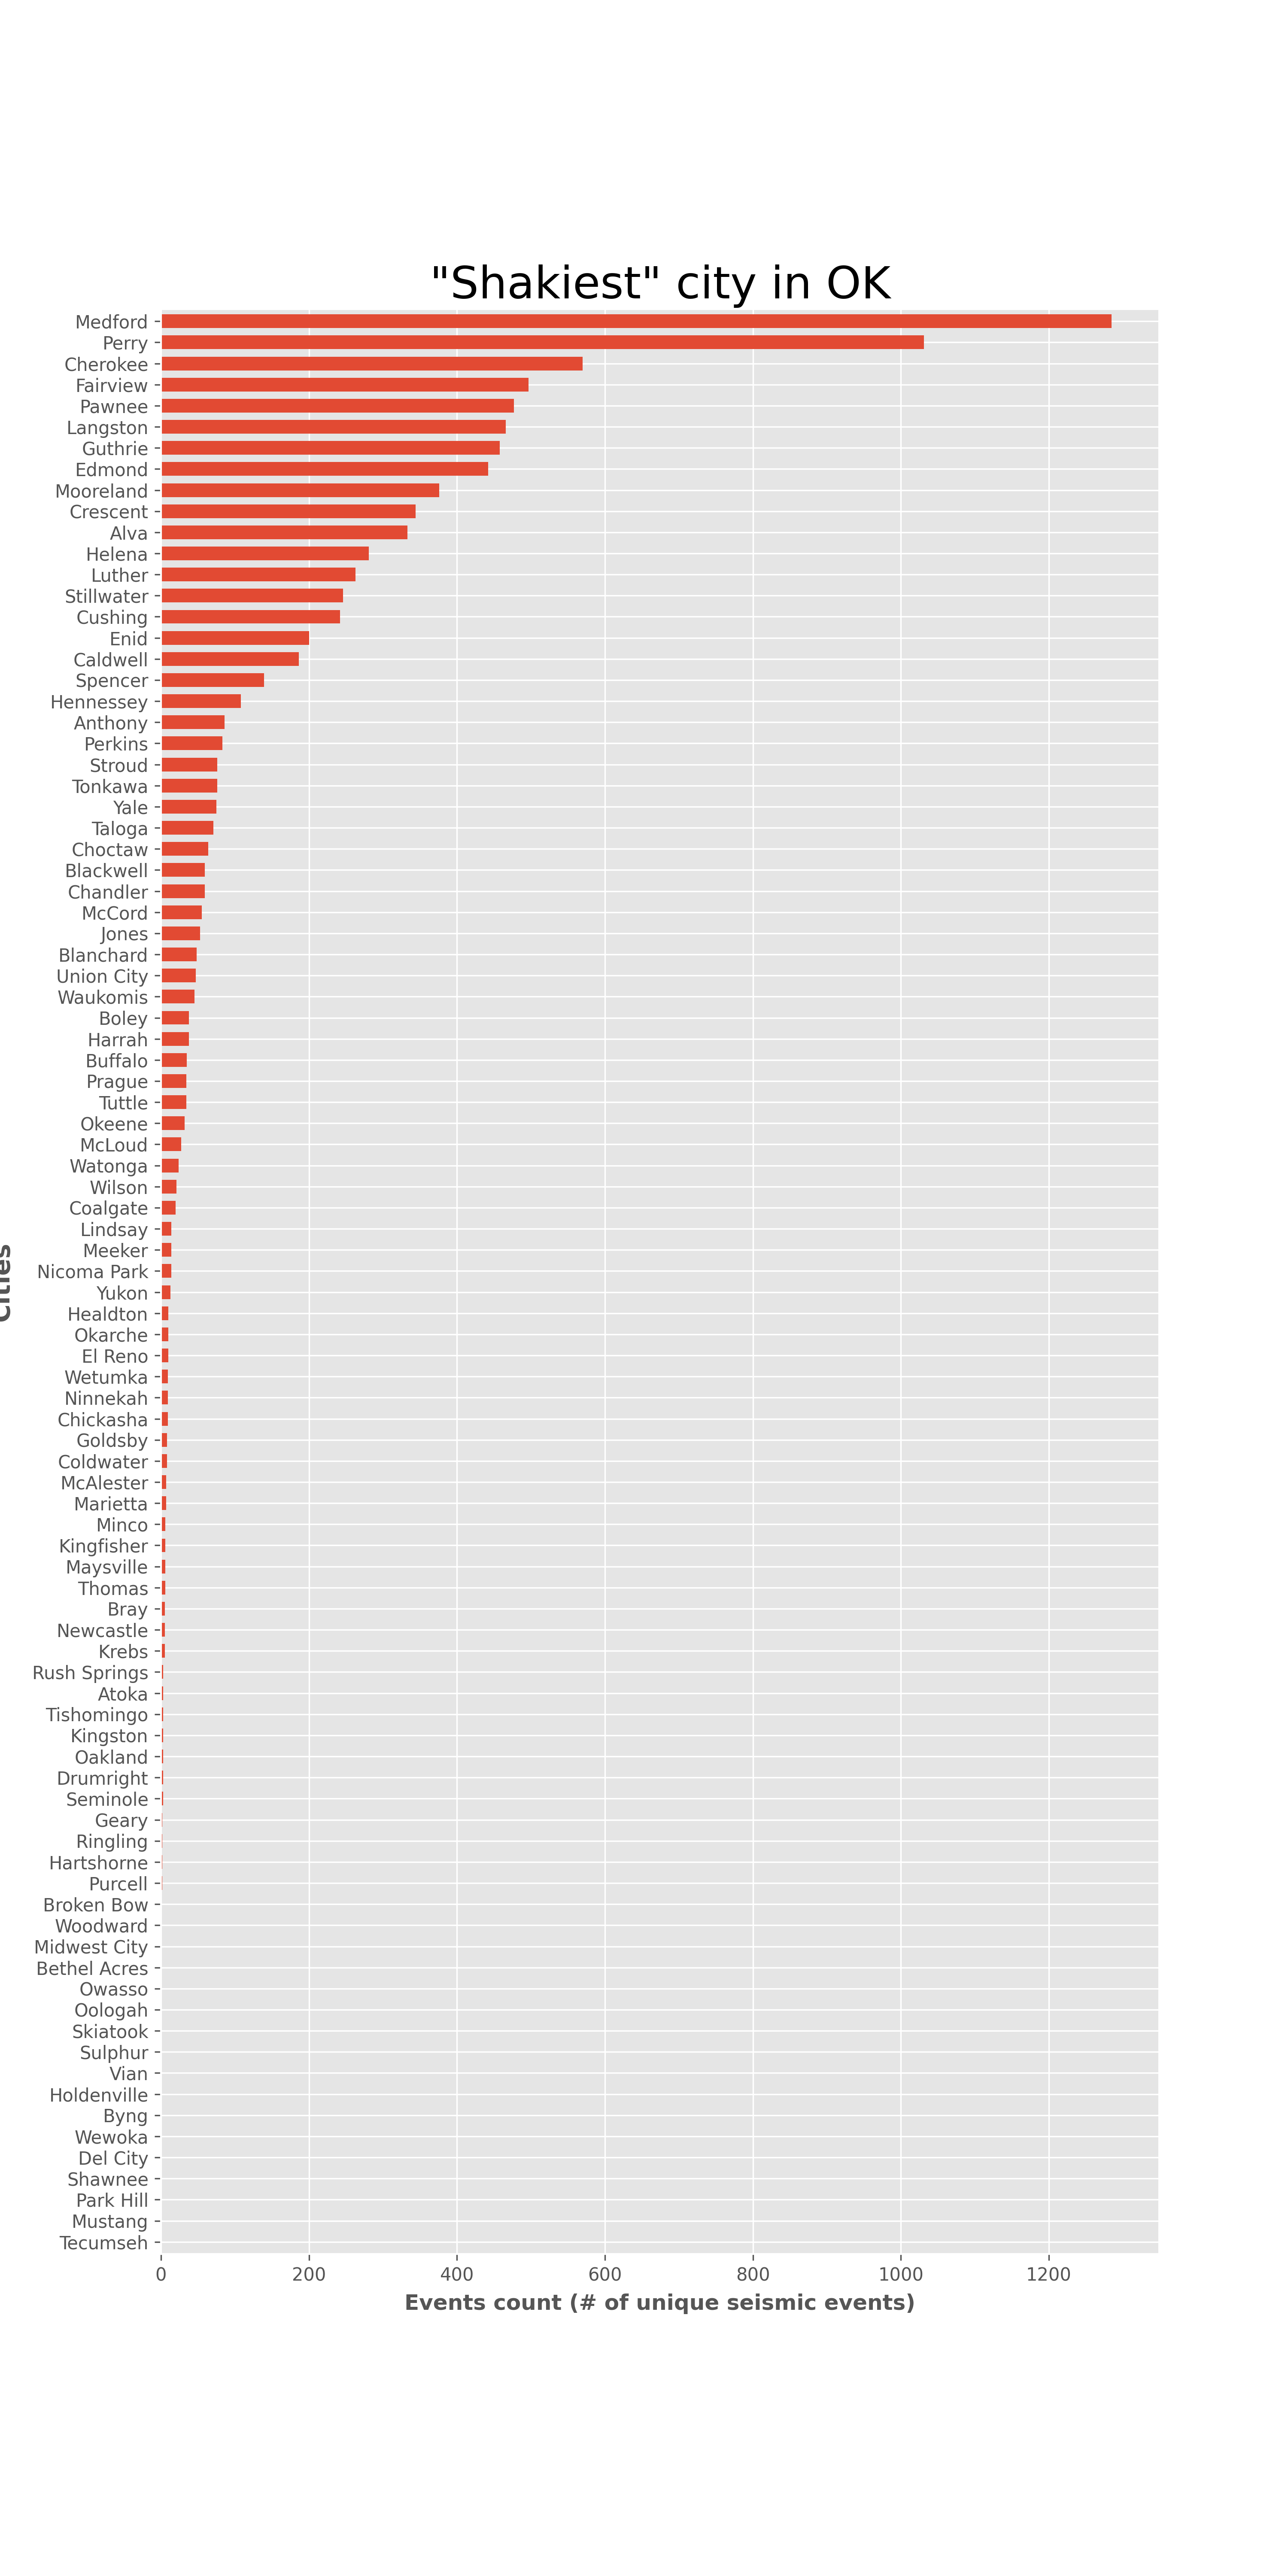 "Shakiest" city in OK
Medford
Perry
Cherokee
Fairview
Pawnee
Langston
Guthrie
Edmond
Mooreland
Crescent
Alva
Helena
Luther
Stillwater
Cushing
Enid
Caldwell
Spencer
Hennessey
Anthony
Perkins
Stroud
Tonkawa
Yale
Taloga
Choctaw
Blackwell
Chandler
McCord
Jones
Blanchard
Union City
Waukomis
Boley
Harrah
Buffalo
Prague
Tuttle
Okeene
McLoud
Watonga
Wilson
Coalgate
Lindsay
Meeker
Nicoma Park
Yukon
Healdton
Okarche
El Reno
Wetumka
Ninnekah
Chickasha
Goldsby
Coldwater
McAlester
Marietta
Minco
Kingfisher
Maysville
Thomas
Bray
Newcastle
Krebs
Rush Springs
Atoka
Tishomingo
Kingston
Oakland
Drumright
Seminole
Geary
Ringling
Hartshorne
Purcell
Broken Bow
Woodward
Midwest City
Bethel Acres
Owasso
Oologah
Skiatook
Sulphur
Vian
Holdenville
Byng
Wewoka
Del City
Shawnee
Park Hill
Mustang
Tecumseh
Cities
0 200 400 600 800 1000 1200
Events count (# of unique seismic events)